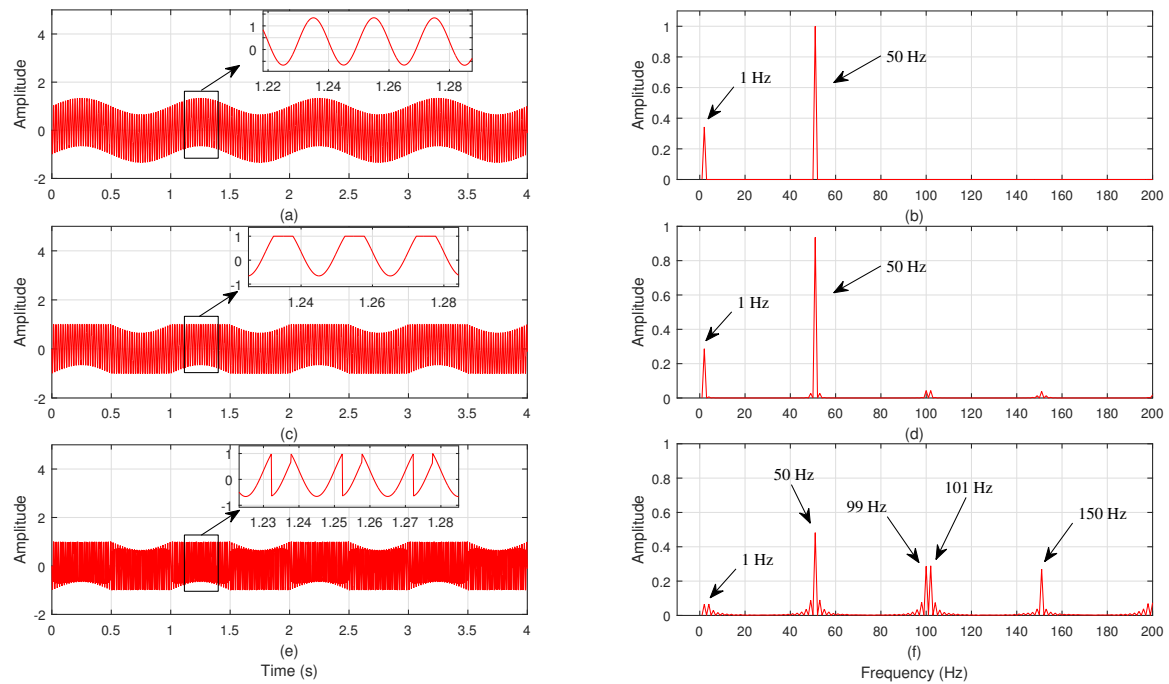 4
2
0
-2
Amplitude
1
0
1.22 1.24 1.26 1.28
0 0.5 1 1.5 2 2.5 3 3.5 4
(a)
1
0.8
0.6
0.4
0.2
0
Amplitude
1 Hz
50 Hz
0 20 40 60 80 100 120 140 160 180 200
(b)
4
2
0
-2
Amplitude
1
0
-1
1.24 1.26 1.28
0 0.5 1 1.5 2 2.5 3 3.5 4
(c)
1
0.8
0.6
0.4
0.2
0
Amplitude
1 Hz
50 Hz
0 20 40 60 80 100 120 140 160 180 200
(d)
4
2
0
-2
Amplitude
1
0
-1
1.23 1.24 1.25 1.26 1.27 1.28
0 0.5 1 1.5 2 2.5 3 3.5 4
(e)
Time (s)
1
0.8
0.6
0.4
0.2
0
Amplitude
1 Hz
50 Hz
99 Hz
101 Hz
150 Hz
0 20 40 60 80 100 120 140 160 180 200
(f)
Frequency (Hz)